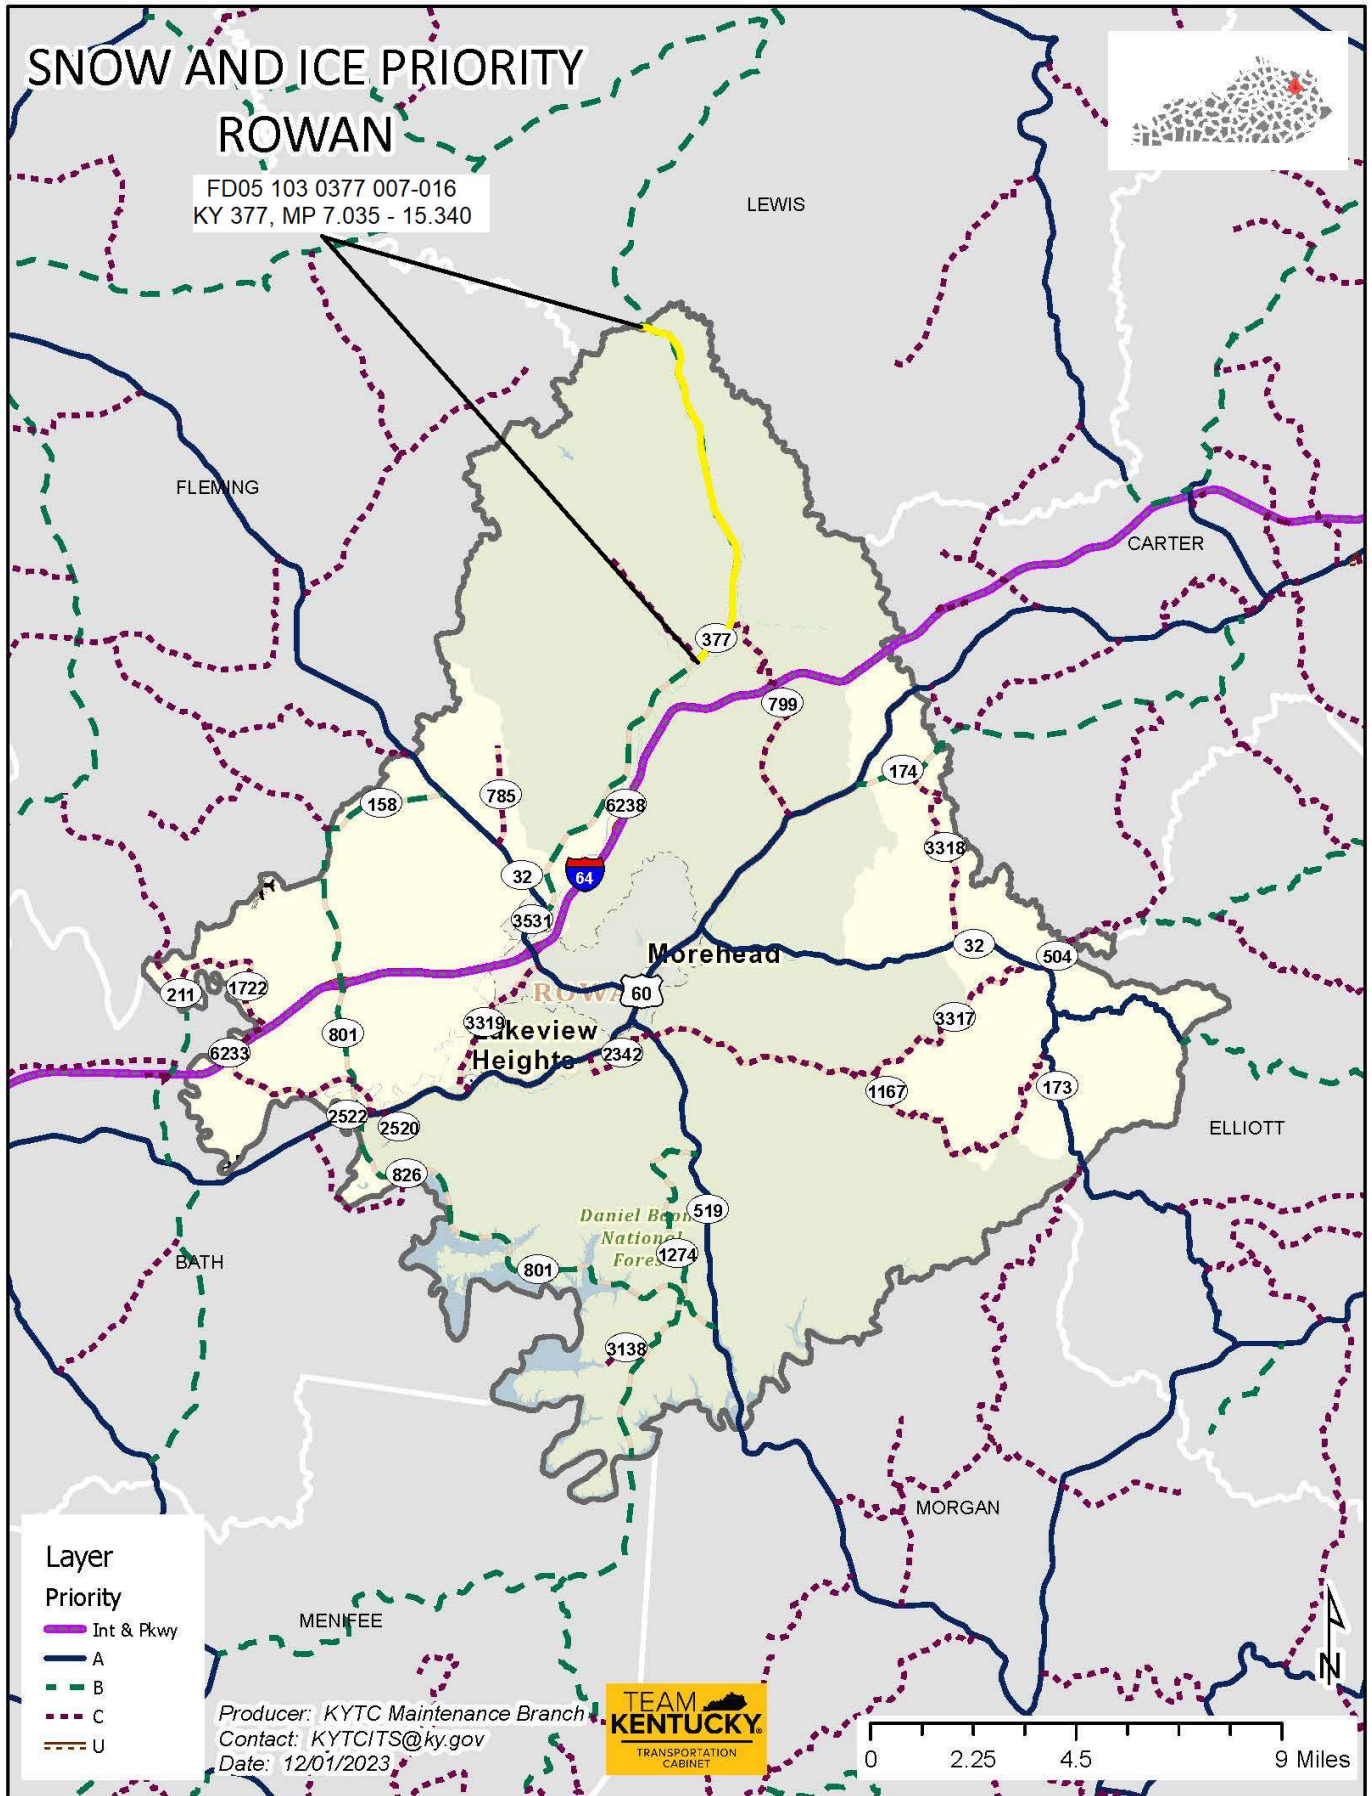 SNOW AND ICE PRIORITY
ROWAN
FD05 103 0377 007-016
KY 377, MP 7.035 - 15.340
LEWIS
FLEMING
CARTER
377
799
174
158
785
6238
3318
32
64
3531
Morehead
32
504
211
1722
ROWA
60
3319
Lakeview
Heights
3317
801
6233
2342
1167
173
2522
2520
ELLIOTT
826
Daniel Boon
National
Fores
519
1274
BATH
801
3138
MORGAN
MENIFEE
Layer
Priority
Int & Pkwy
A
B
C
U
Producer: KYTC Maintenance Branch
Contact: KYTCITS@ky.gov
Date: 12/01/2023
TEAM
KENTUCKY
TRANSPORTATION
CABINET
N
0 2.25 4.5 9 Miles